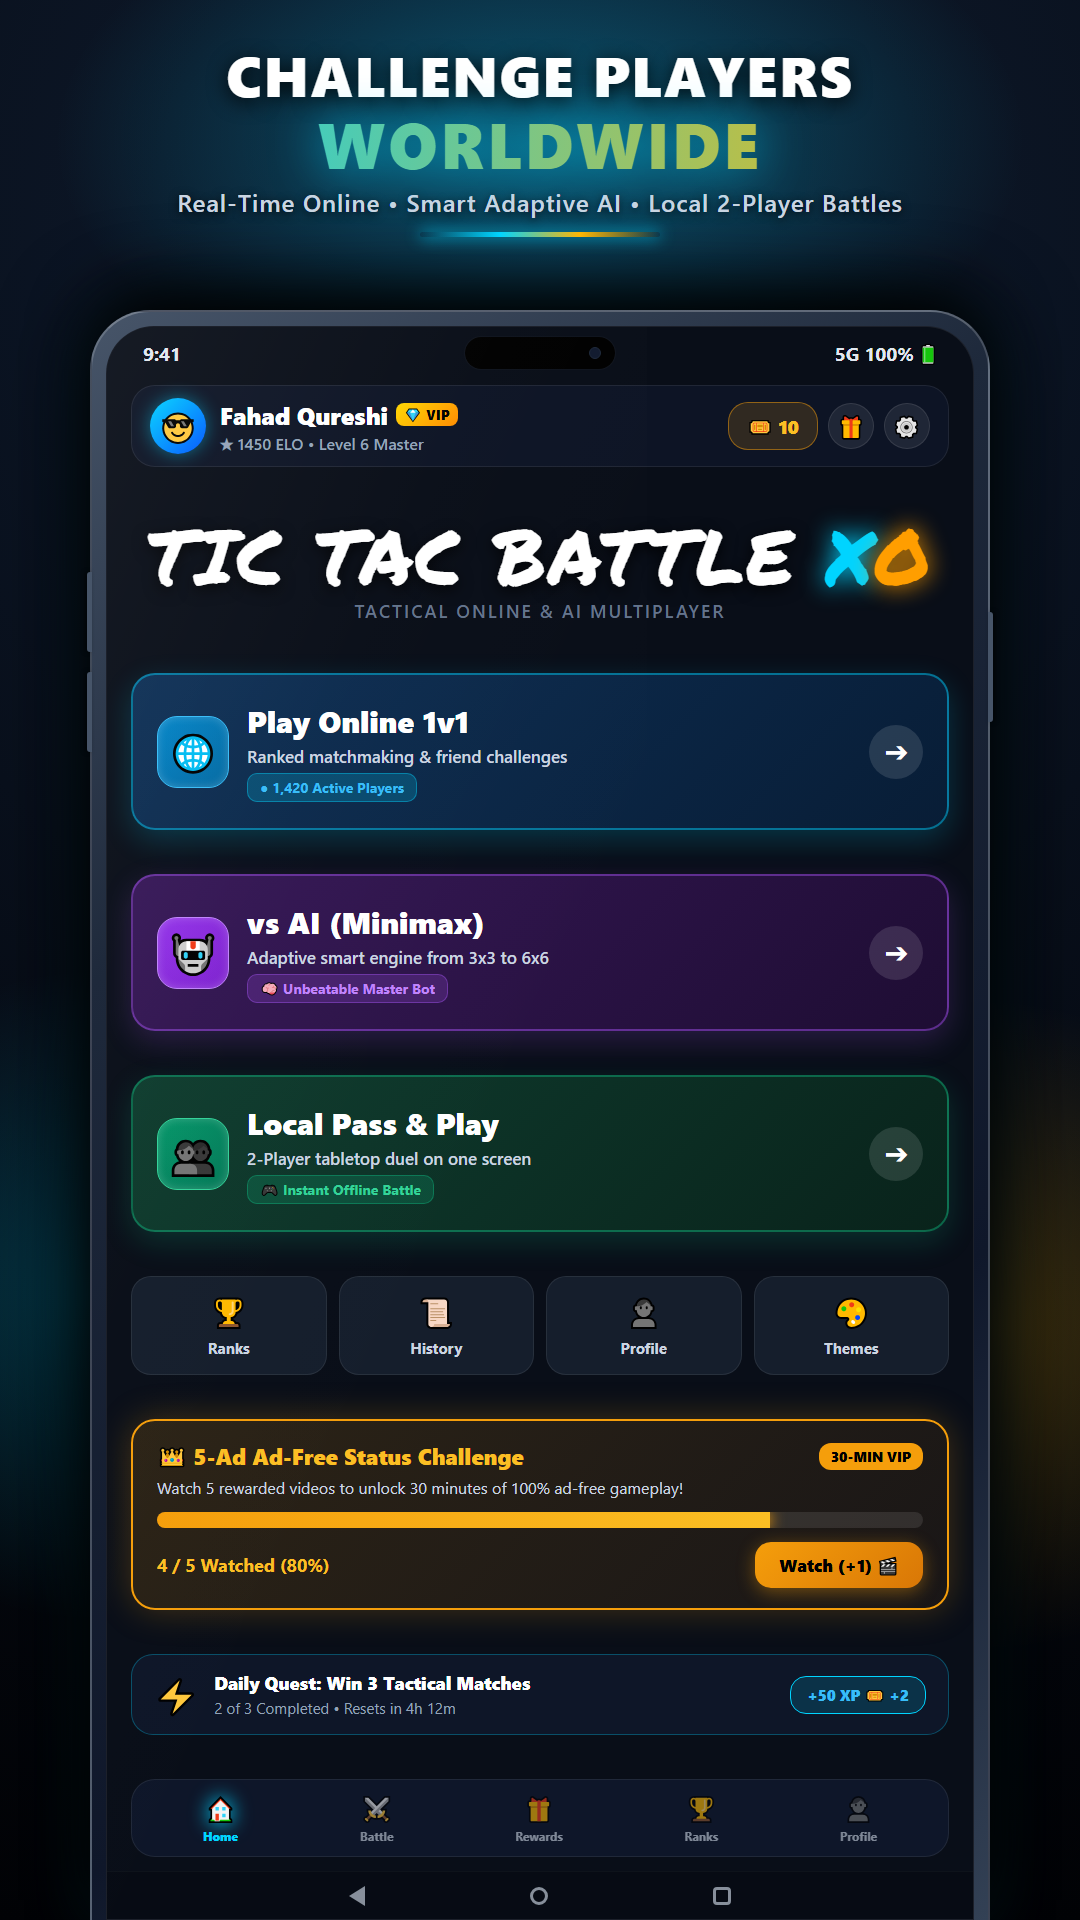 CHALLENGE PLAYERS
WORLDWIDE
Real-Time Online • Smart Adaptive AI • Local 2-Player Battles
9:41
5G 100%
Fahad Qureshi
VIP
★ 1450 ELO • Level 6 Master
10
TIC TAC BATTLE XO
TACTICAL ONLINE & AI MULTIPLAYER
Play Online 1v1
Ranked matchmaking & friend challenges
● 1,420 Active Players
vs AI (Minimax)
Adaptive smart engine from 3x3 to 6x6
Unbeatable Master Bot
Local Pass & Play
2-Player tabletop duel on one screen
Instant Offline Battle
Ranks
History
Profile
Themes
5-Ad Ad-Free Status Challenge
30-MIN VIP
Watch 5 rewarded videos to unlock 30 minutes of 100% ad-free gameplay!
4 / 5 Watched (80%)
Watch (+1)
Daily Quest: Win 3 Tactical Matches
2 of 3 Completed • Resets in 4h 12m
+50 XP +2
Home
Battle
Rewards
Ranks
Profile